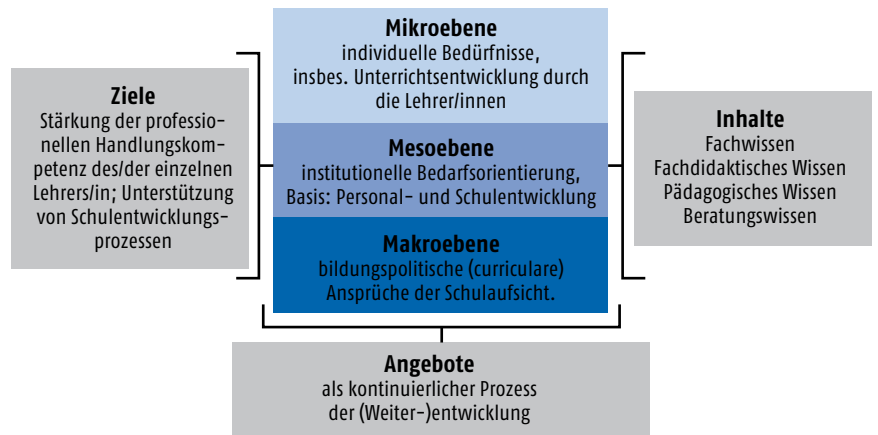 Mikroebene
individuelle Bedürfnisse,
insbes. Unterrichtsentwicklung durch
die Lehrer/innen
Ziele
Stärkung der professio-
nellen Handlungskom-
petenz des/der einzelnen
Lehrers/in; Unterstützung
von Schulentwicklungs-
prozessen
Mesoebene
institutionelle Bedarfsorientierung,
Basis: Personal- und Schulentwicklung
Inhalte
Fachwissen
Fachdidaktisches Wissen
Pädagogisches Wissen
Beratungswissen
Makroebene
bildungspolitische (curriculare)
Ansprüche der Schulaufsicht.
Angebote
als kontinuierlicher Prozess
der (Weiter-)entwicklung